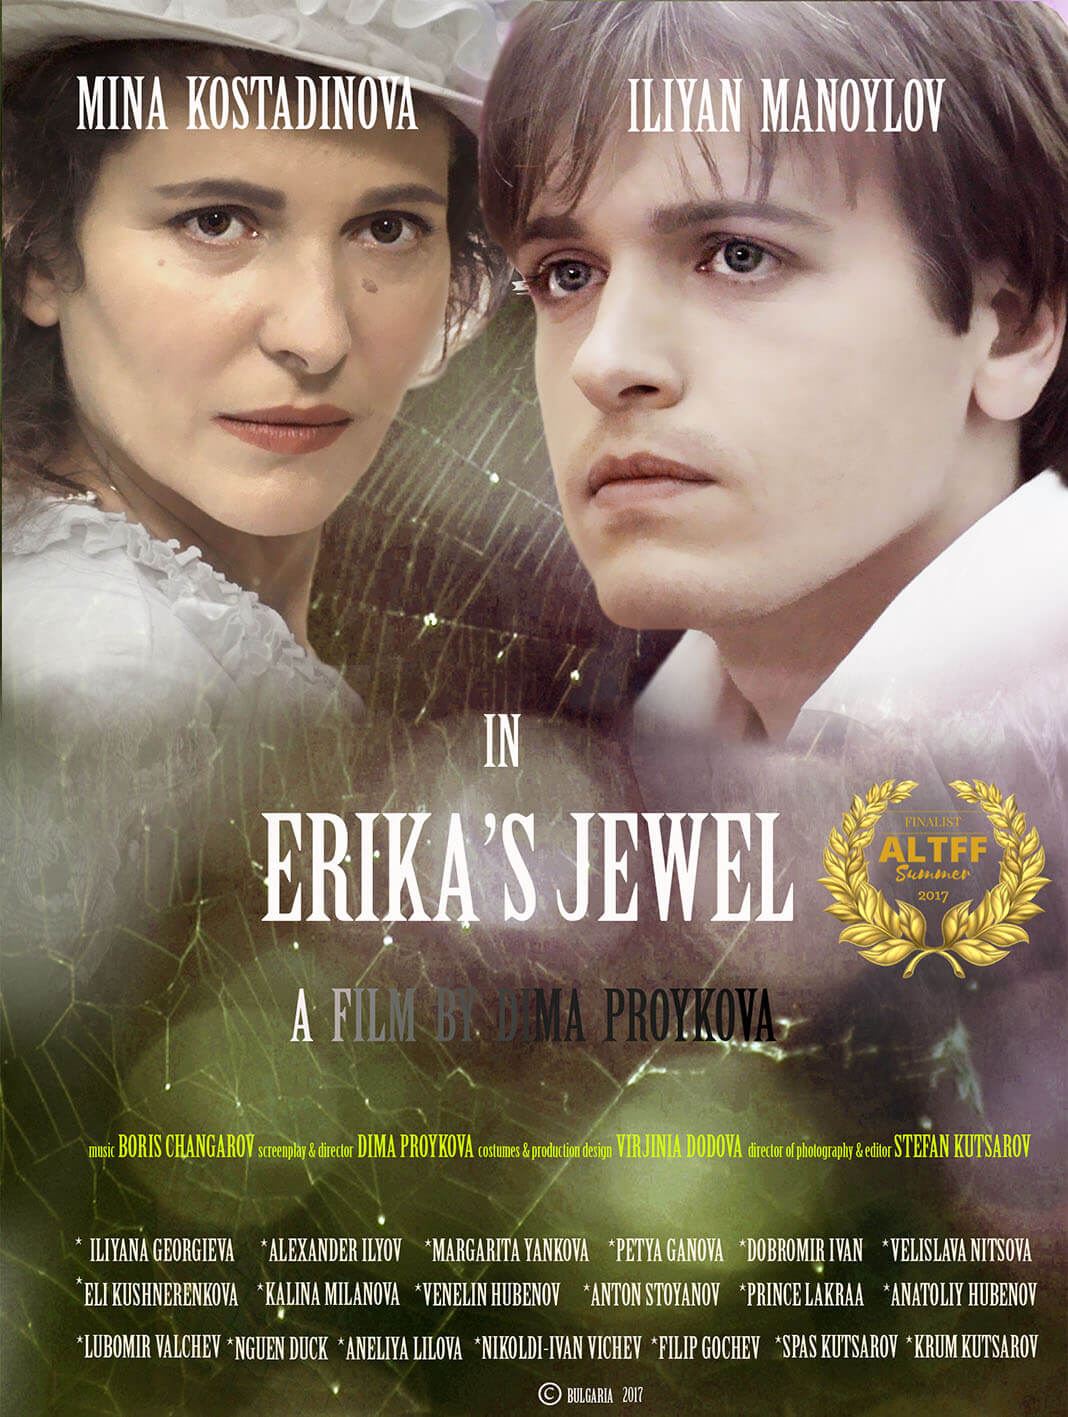 MINA KOSTADINOVA
ILIYAN MANOYLOV
IN
ERIKA'S JEWEL
FINALIST
ALTFF
Summer
2017
A FILM BY DIMA PROYKOVA
music BORIS CHANGAROV screenplay & director DIMA PROYKOVA costumes & production design VIRJINIA DODOVA director of photography & editor STEFAN KUTSAROV
* ILIYANA GEORGIEVA *ALEXANDER ILYOV *MARGARITA YANKOVA *PETYA GANOVA *DOBROMIR IVAN *VELISLAVA NITSOVA
*ELI KUSHNERENKOVA *KALINA MILANOVA *VENELIN HUBENOV *ANTON STOYANOV *PRINCE LAKRAA *ANATOLIY HUBENOV
*LUBOMIR VALCHEV *NGUEN DUCK *ANELIYA LILOVA *NIKOLDI-IVAN VICHEV *FILIP GOCHEV *SPAS KUTSAROV *KRUM KUTSAROV
© BULGARIA 2017